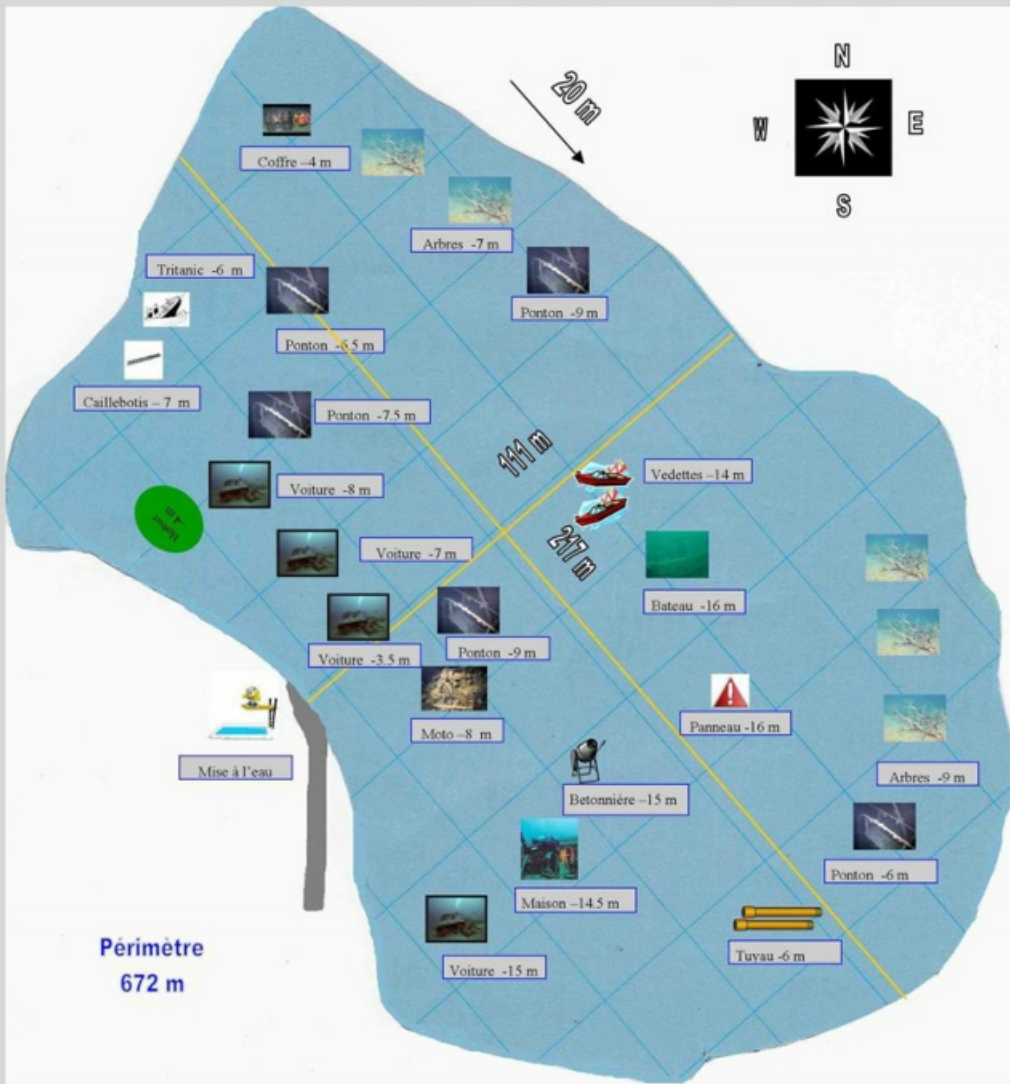 N
20 m
W
E
Coffre –4 m
S
Arbres -7 m
Tritanic -6 m
Ponton -9 m
Ponton -6.5 m
Caillebotis – 7 m
Ponton -7.5 m
111 m
Vedettes –14 m
Voiture -8 m
-4 m
Voiture -7 m
217 m
Bateau -16 m
Voiture -3.5 m
Ponton -9 m
Moto –8 m
Panneau -16 m
Mise à l'eau
Arbres -9 m
Betonnière –15 m
Ponton -6 m
Maison –14.5 m
Périmètre
672 m
Tuyau -6 m
Voiture -15 m